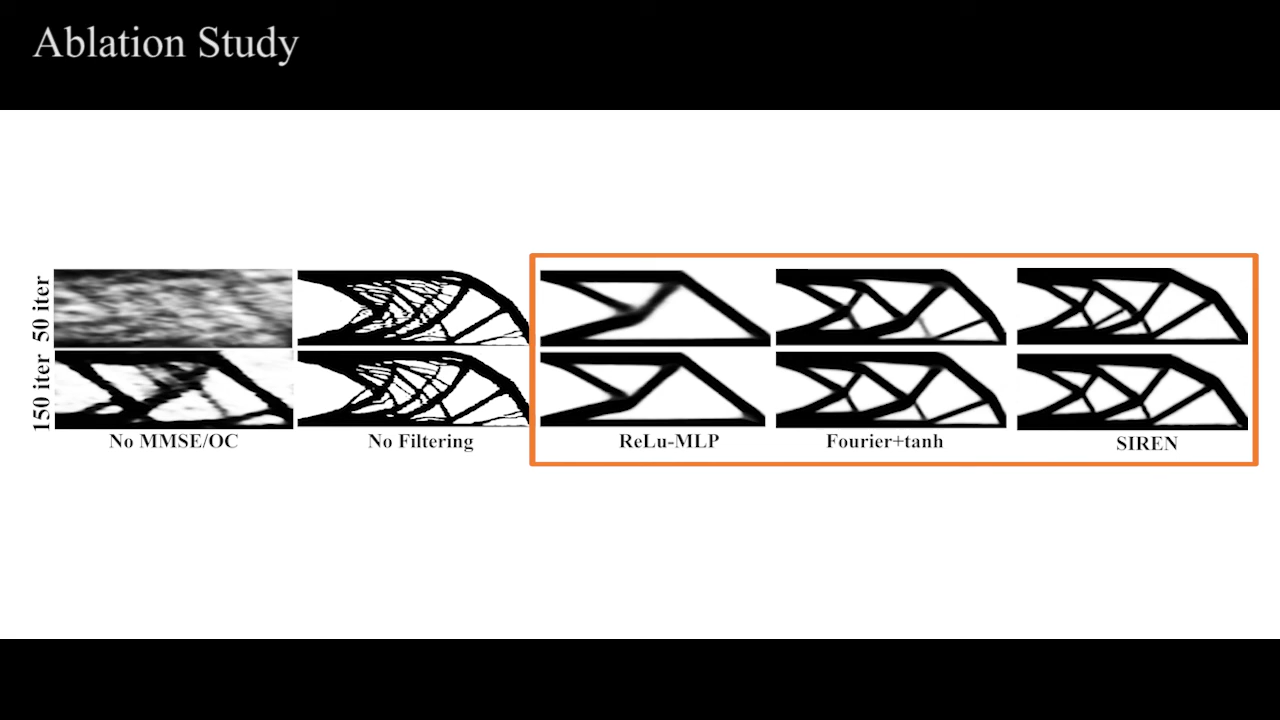 Ablation Study
50 iter
150 iter
No MMSE/OC
No Filtering
ReLu-MLP
Fourier+tanh
SIREN